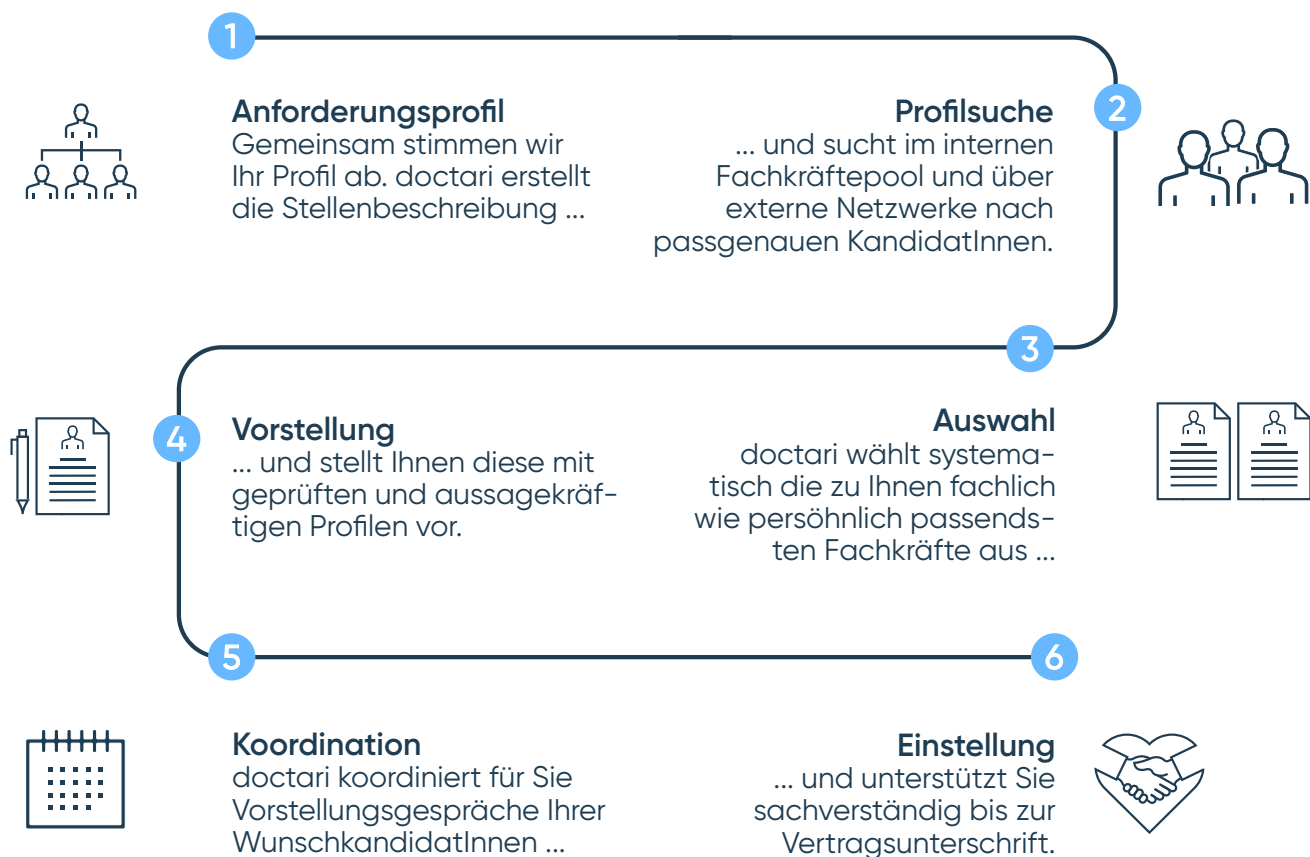 1
Anforderungsprofil
Gemeinsam stimmen wir
Ihr Profil ab. doctari erstellt
die Stellenbeschreibung ...
2
Profilsuche
... und sucht im internen
Fachkräftepool und über
externe Netzwerke nach
passgenauen KandidatInnen.
3
Auswahl
doctari wählt systema-
tisch die zu Ihnen fachlich
wie persöhnlich passends-
ten Fachkräfte aus ...
4
Vorstellung
... und stellt Ihnen diese mit
geprüften und aussagekräf-
tigen Profilen vor.
5
Koordination
doctari koordiniert für Sie
Vorstellungsgespräche Ihrer
WunschkandidatInnen ...
6
Einstellung
... und unterstützt Sie
sachverständig bis zur
Vertragsunterschrift.